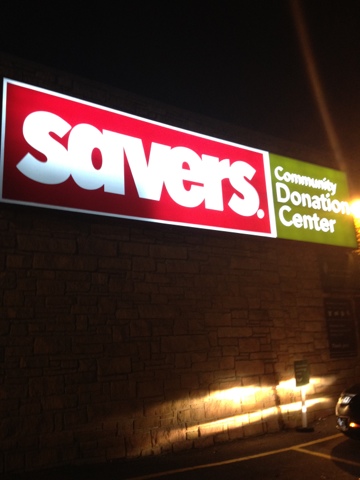 savers.
Community
Donation
Center